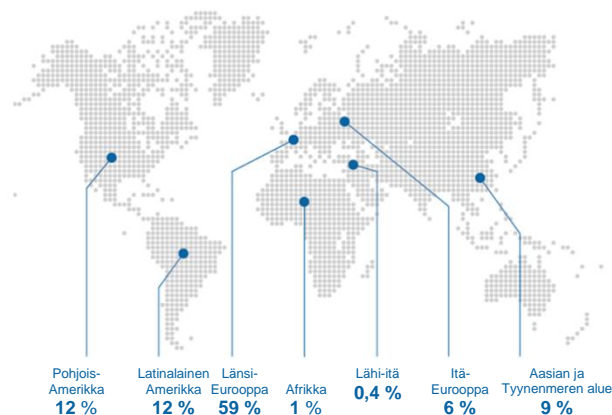 Pohjois-
Amerikka
12 %
Latinalainen
Amerikka
12 %
Länsi-
Eurooppa
59 %
Afrikka
1 %
Lähi-itä
0,4 %
Itä-
Eurooppa
6 %
Aasian ja
Tyynenmeren alue
9 %